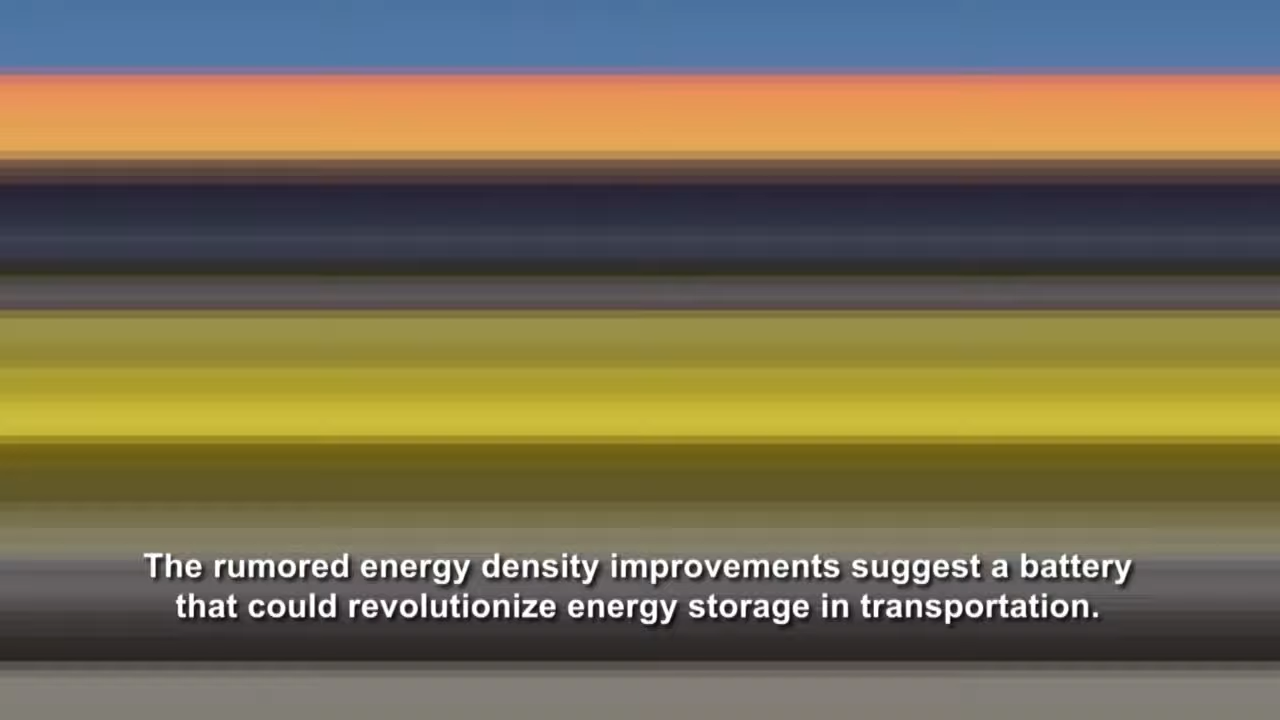 The rumored energy density improvements suggest a battery
that could revolutionize energy storage in transportation.